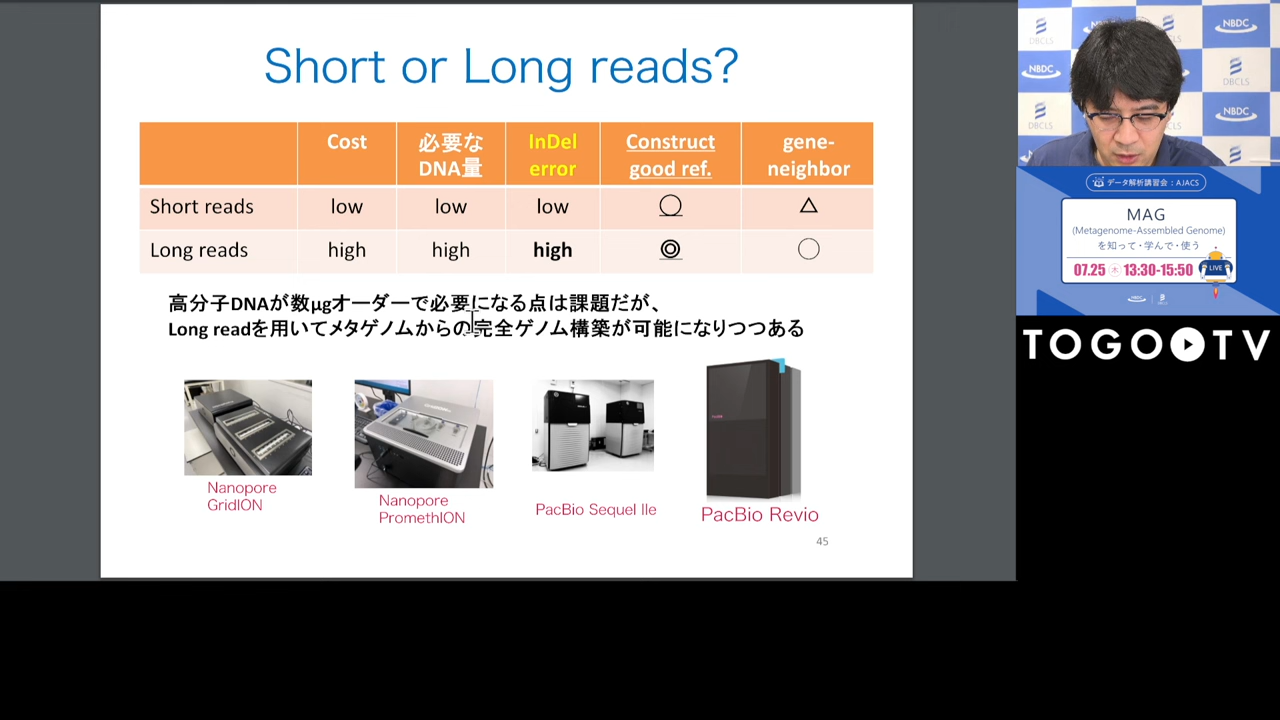 Short or Long reads?
Cost
必要な
DNA量
InDel
error
Construct
good ref.
gene-
neighbor
Short reads low low low ○ △
Long reads high high high ◎ ○
高分子DNAが数μgオーダーで必要になる点は課題だが、
Long readを用いてメタゲノムからの完全ゲノム構築が可能になりつつある
Nanopore
GridION
Nanopore
PromethION
PacBio Sequel IIe
PacBio Revio
45
DBCLS
NBDC
NBDC
DBCLS
DBCLS
NBDC
データ解析講習会：AJACS
MAG
(Metagenome-Assembled Genome)
を知って・学んで・使う
07.25 木 13:30-15:50
LIVE
TOGO TV